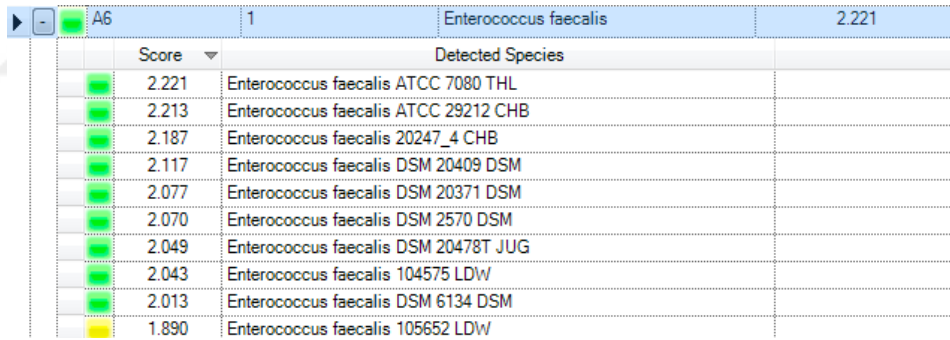 A6 1 Enterococcus faecalis 2.221
Score Detected Species
2.221 Enterococcus faecalis ATCC 7080 THL
2.213 Enterococcus faecalis ATCC 29212 CHB
2.187 Enterococcus faecalis 20247_4 CHB
2.117 Enterococcus faecalis DSM 20409 DSM
2.077 Enterococcus faecalis DSM 20371 DSM
2.070 Enterococcus faecalis DSM 2570 DSM
2.049 Enterococcus faecalis DSM 20478T JUG
2.043 Enterococcus faecalis 104575 LDW
2.013 Enterococcus faecalis DSM 6134 DSM
1.890 Enterococcus faecalis 105652 LDW